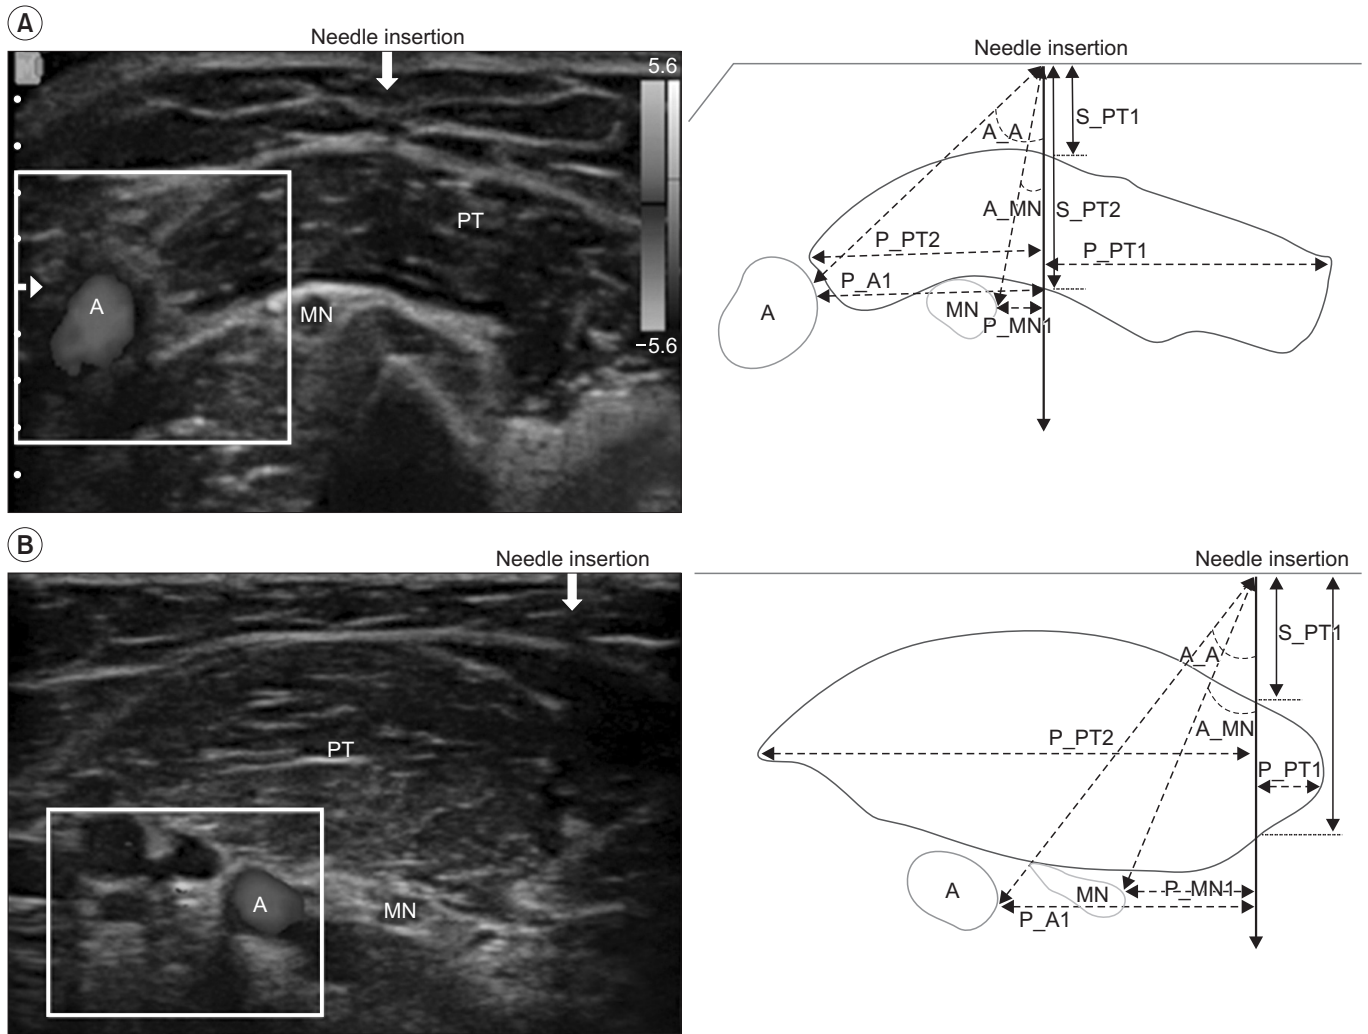 A
Needle insertion
5.6
−5.6
PT
A
MN
Needle insertion
S_PT1
A_A
A_MN
S_PT2
P_PT2
P_PT1
P_A1
A
MN
P_MN1
B
Needle insertion
PT
A
MN
Needle insertion
S_PT1
A_A
A_MN
P_PT2
P_PT1
A
MN
P_MN1
P_A1